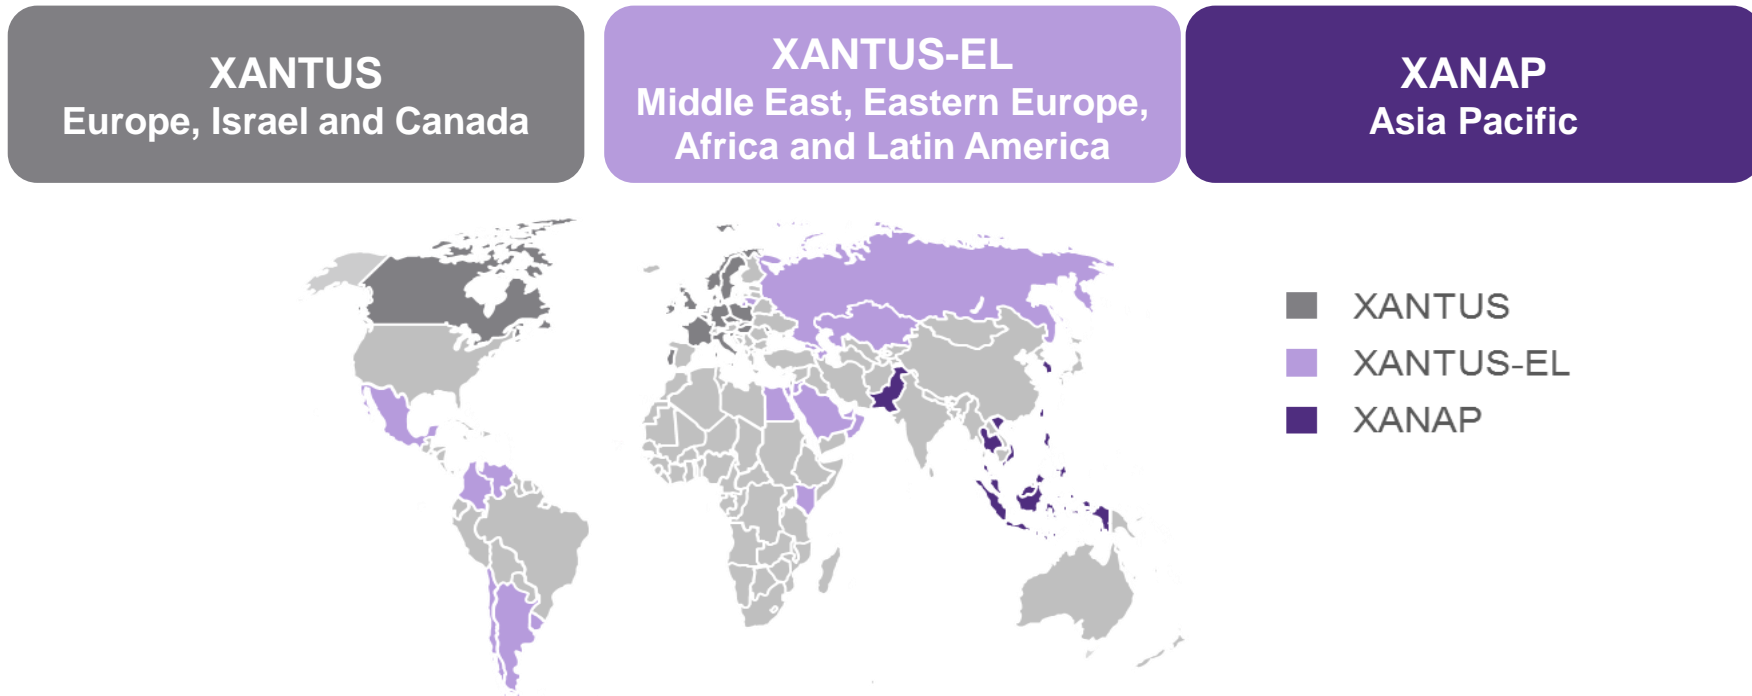 XANTUS
Europe, Israel and Canada
XANTUS-EL
Middle East, Eastern Europe,
Africa and Latin America
XANAP
Asia Pacific
XANTUS
XANTUS-EL
XANAP